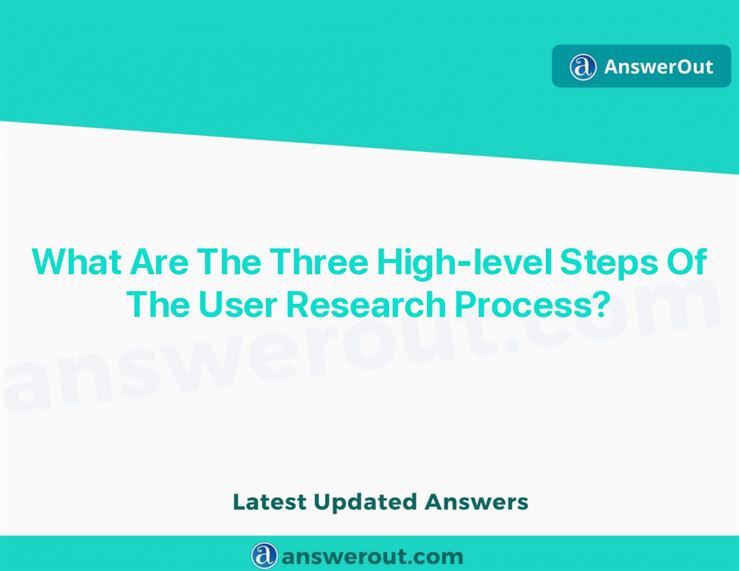 AnswerOut
What Are The Three High-level Steps Of
The User Research Process?
answerout.com
Latest Updated Answers
answerout.com